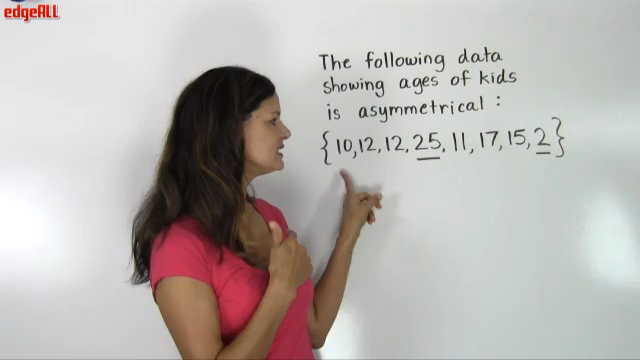 edgeALL
The following data
showing ages of kids
is asymmetrical :
{10, 12, 12, 25, 11, 17, 15, 2}